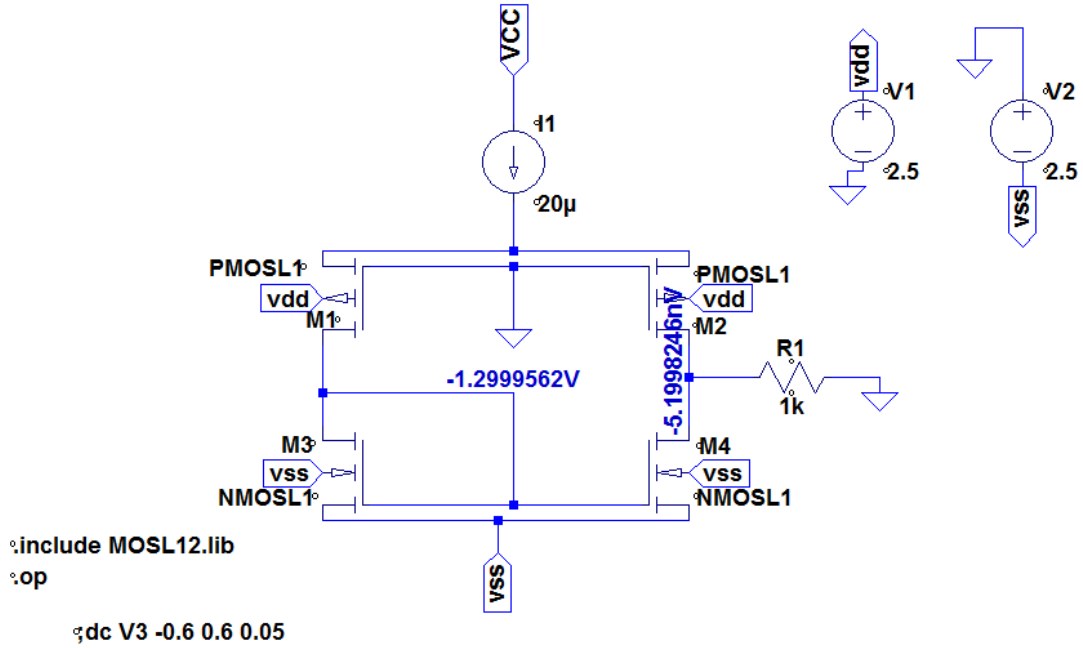 VCC
I1
20µ
vdd
V1
2.5
V2
2.5
vss
PMOSL1
vdd
M1
PMOSL1
vdd
M2
-1.2999562V
-5.1998246nV
R1
1k
M3
vss
NMOSL1
M4
vss
NMOSL1
vss
.include MOSL12.lib
.op
;dc V3 -0.6 0.6 0.05